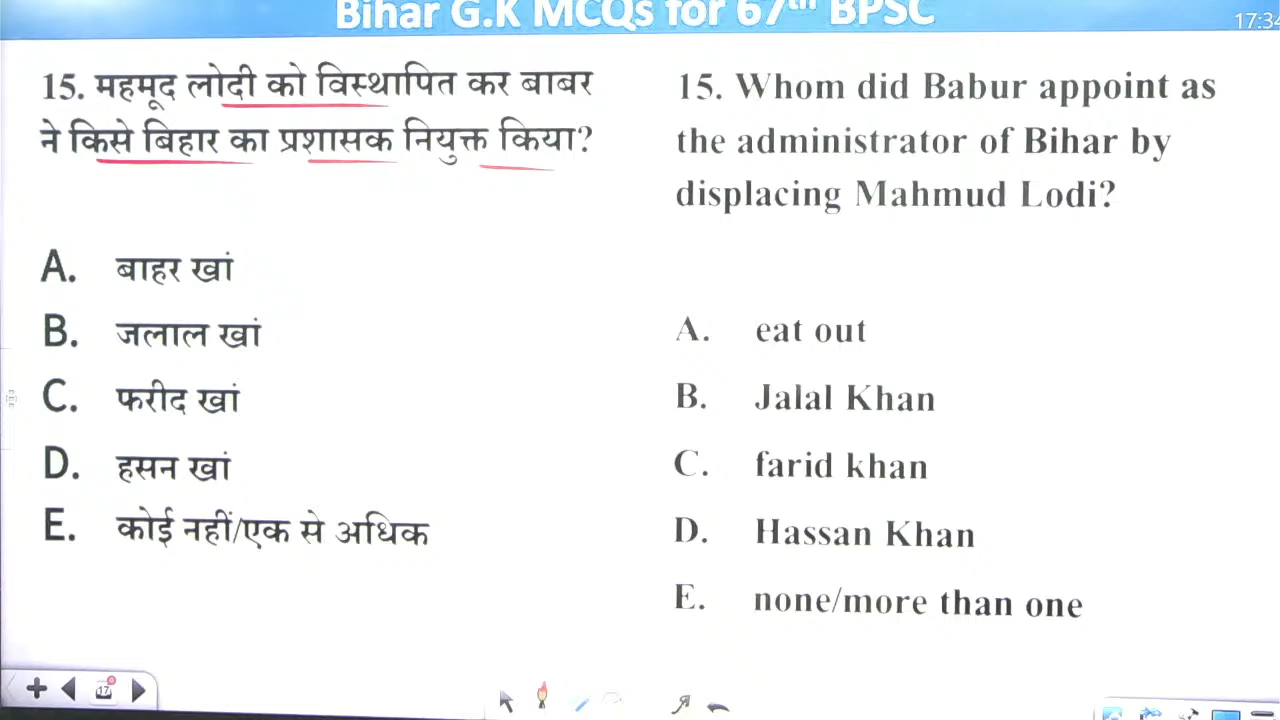 Bihar G.K MCQs for 67th BPSC
15. महमूद लोदी को विस्थापित कर बाबर
ने किसे बिहार का प्रशासक नियुक्त किया?
A. बाहर खां
B. जलाल खां
C. फरीद खां
D. हसन खां
E. कोई नहीं/एक से अधिक
15. Whom did Babur appoint as
the administrator of Bihar by
displacing Mahmud Lodi?
A. eat out
B. Jalal Khan
C. farid khan
D. Hassan Khan
E. none/more than one
17